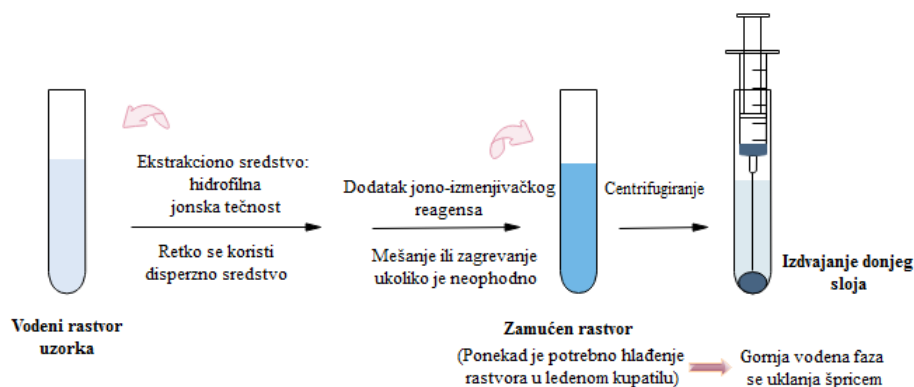 Ekstrakciono sredstvo:
hidrofilna
jonska tečnost
Retko se koristi
disperzno sredstvo
Vodeni rastvor
uzorka
Dodatak jono-izmenjivačkog
reagensa
Mešanje ili zagrevanje
ukoliko je neophodno
Zamućen rastvor
(Ponekad je potrebno hlađenje
rastvora u ledenom kupatilu)
Centrifugiranje
Izdvajanje donjeg
sloja
Gornja vodena faza
se uklanja špricem